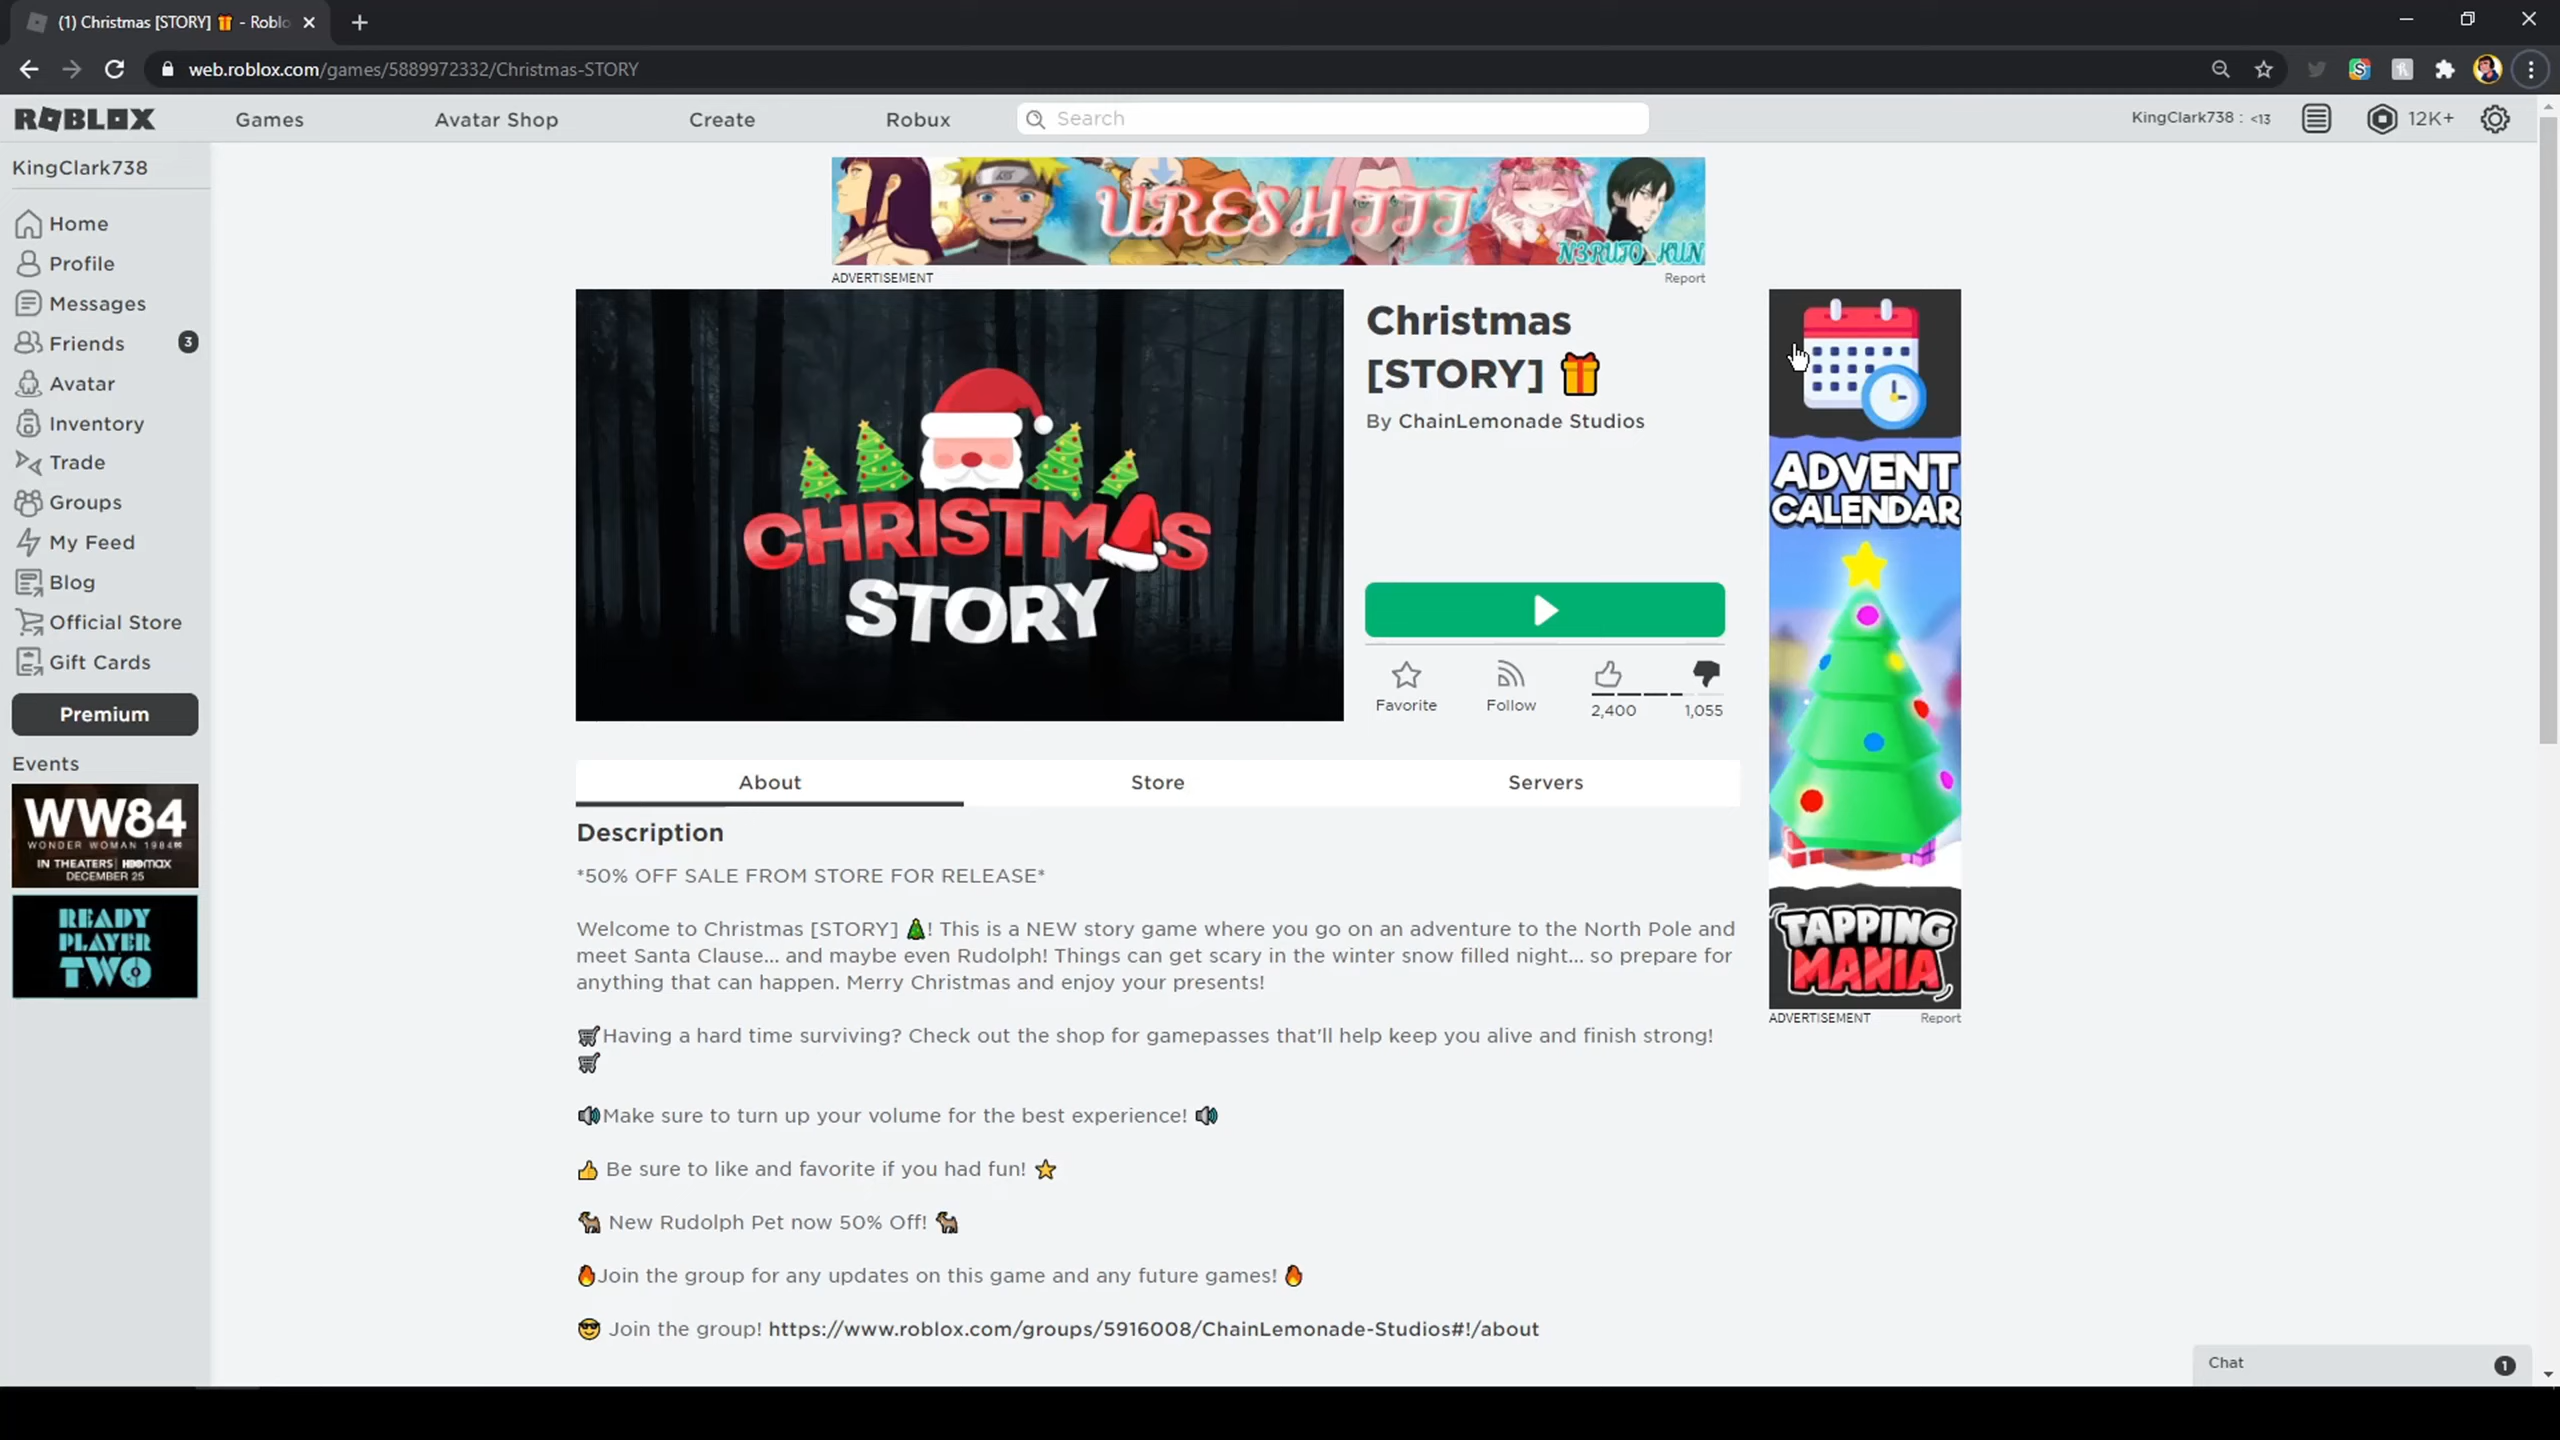 (1) Christmas [STORY] 🎁 - Roblo
web.roblox.com/games/5889972332/Christmas-STORY
ROBLOX
Games
Avatar Shop
Create
Robux
Search
KingClark738 : <13
12K+
KingClark738
Home
Profile
Messages
Friends
3
Avatar
Inventory
Trade
Groups
My Feed
Blog
Official Store
Gift Cards
Premium
Events
WW84
WONDER WOMAN 1984
IN THEATERS | HBOmax
DECEMBER 25
READY
PLAYER
TWO
URESHIII
N3RUTO_KUN
ADVERTISEMENT
Report
CHRISTMAS
STORY
Christmas
[STORY] 🎁
By ChainLemonade Studios
Favorite
Follow
2,400
1,055
ADVENT
CALENDAR
TAPPING
MANIA
ADVERTISEMENT
Report
About
Store
Servers
Description
*50% OFF SALE FROM STORE FOR RELEASE*
Welcome to Christmas [STORY] 🎄! This is a NEW story game where you go on an adventure to the North Pole and
meet Santa Clause... and maybe even Rudolph! Things can get scary in the winter snow filled night... so prepare for
anything that can happen. Merry Christmas and enjoy your presents!
🛒Having a hard time surviving? Check out the shop for gamepasses that'll help keep you alive and finish strong!
🛒
🔊Make sure to turn up your volume for the best experience! 🔊
👍 Be sure to like and favorite if you had fun! ⭐
🐐 New Rudolph Pet now 50% Off! 🐐
🔥Join the group for any updates on this game and any future games! 🔥
😎 Join the group! https://www.roblox.com/groups/5916008/ChainLemonade-Studios#!/about
Chat
1